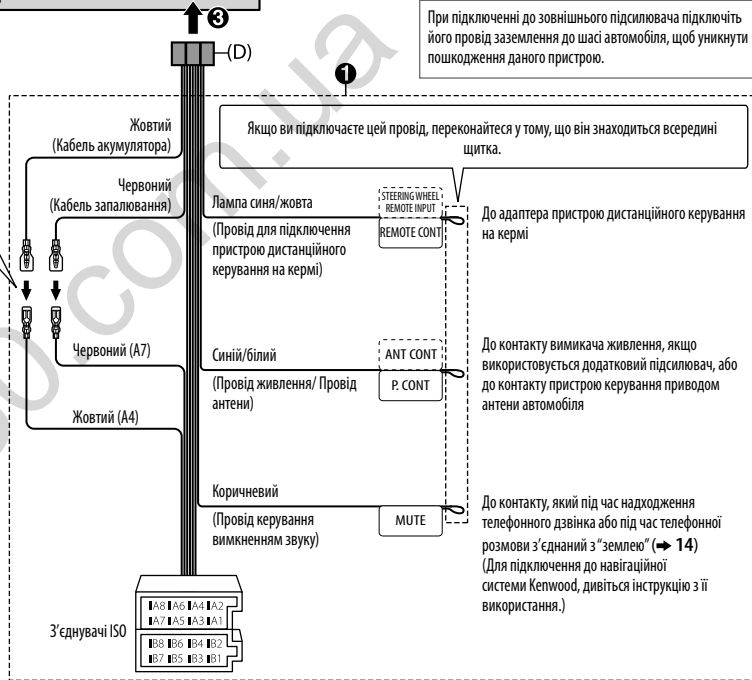 При підключенні до зовнішнього підсилювача підключіть
його провід заземлення до шасі автомобіля, щоб уникнути
пошкодження даного пристрою.
❸
(D)
❶
Якщо ви підключаєте цей провід, переконайтеся у тому, що він знаходиться всередині
щитка.
Жовтий
(Кабель акумулятора)
Червоний
(Кабель запалювання)
Лампа синя/жовта
(Провід для підключення
пристрою дистанційного
керування на кермі)
STEERING WHEEL
REMOTE INPUT
REMOTE CONT
До адаптера пристрою дистанційного керування
на кермі
Червоний (A7)
Жовтий (A4)
Синій/білий
(Провід живлення/ Провід
антени)
ANT CONT
P. CONT
До контакту вимикача живлення, якщо
використовується додатковий підсилювач, або
до контакту пристрою керування приводом
антени автомобіля
Коричневий
(Провід керування
вимкненням звуку)
MUTE
До контакту, який під час надходження
телефонного дзвінка або під час телефонної
розмови з’єднаний з “землею” (➡ 14)
(Для підключення до навігаційної
системи Kenwood, дивіться інструкцію з її
використання.)
З’єднувачі ISO
A8 A6 A4 A2
A7 A5 A3 A1
B8 B6 B4 B2
B7 B5 B3 B1
.com.ua